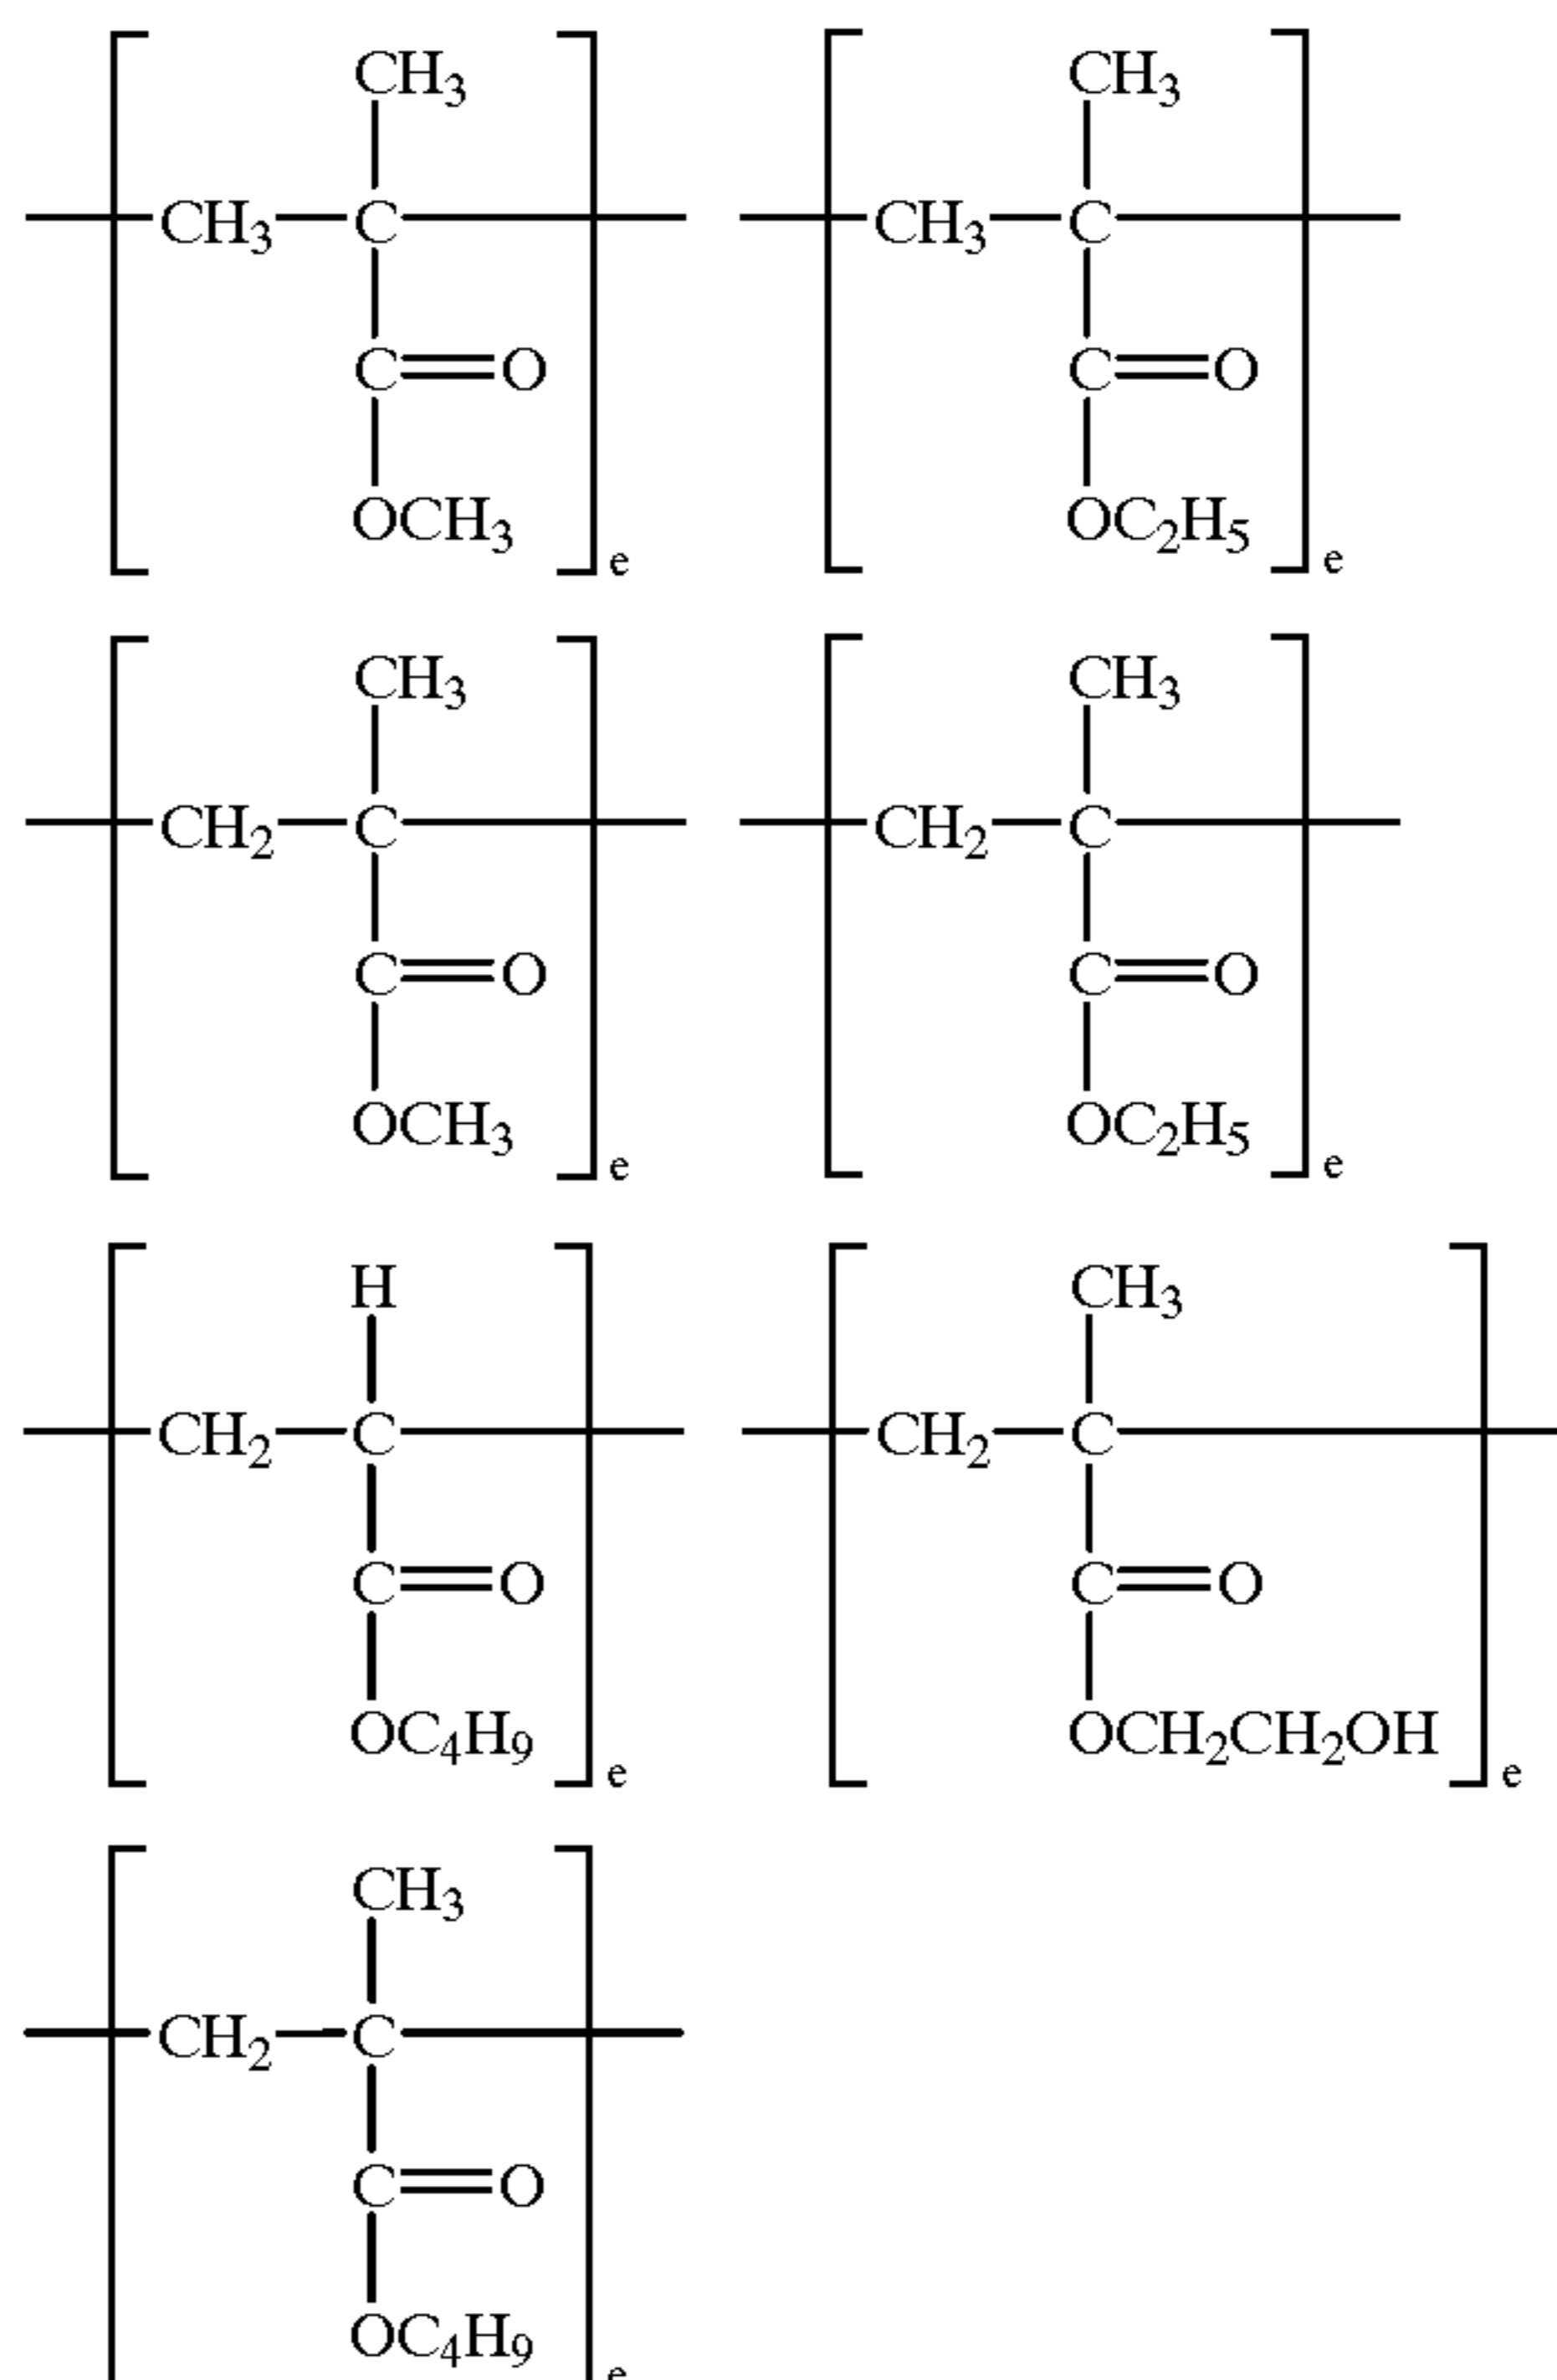 CH3 CH3
CH3 C CH3 C
C O C O
OCH3 e OC2H5 e
CH3 CH3
CH2 C CH2 C
C O C O
OCH3 e OC2H5 e
H CH3
CH2 C CH2 C
C O C O
OC4H9 e OCH2CH2OH e
CH3
CH2 C
C O
OC4H9 e